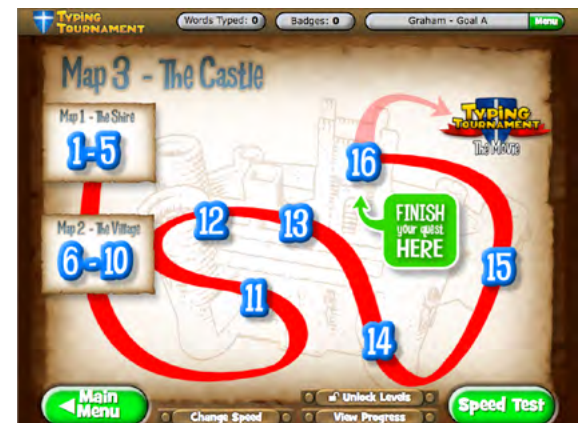 TYPING
TOURNAMENT
Words Typed: 0
Badges: 0
Graham - Goal A
Menu
Map 3 - The Castle
Map 1 - The Shire
1-5
TYPING
TOURNAMENT
The Movie
16
Map 2 - The Village
6-10
12
13
FINISH
your quest
HERE
15
11
14
Main
Menu
Unlock Levels
Change Speed
View Progress
Speed Test